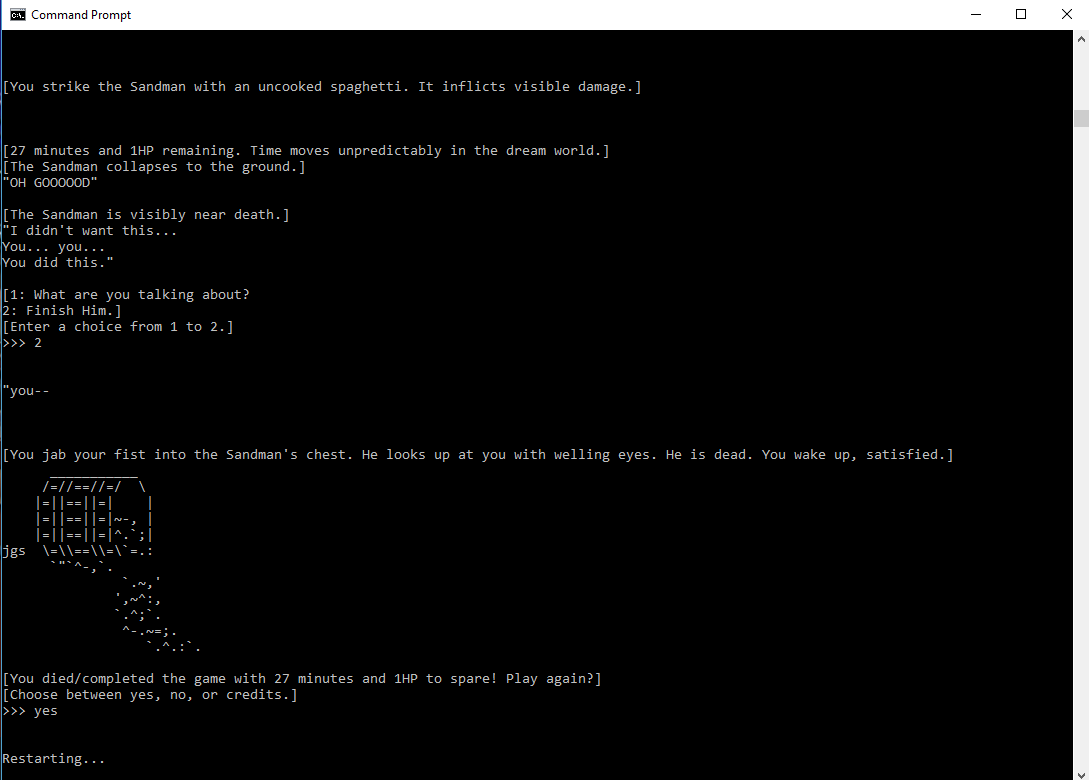 Command Prompt
[You strike the Sandman with an uncooked spaghetti. It inflicts visible damage.]
[27 minutes and 1HP remaining. Time moves unpredictably in the dream world.]
[The Sandman collapses to the ground.]
"OH GOOOOOD"
[The Sandman is visibly near death.]
"I didn't want this...
You... you...
You did this."
[1: What are you talking about?
2: Finish Him.]
[Enter a choice from 1 to 2.]
>>> 2
"you--
[You jab your fist into the Sandman's chest. He looks up at you with welling eyes. He is dead. You wake up, satisfied.]
      ___________
     /=//==//=/  \
    |=||==||=|    |
    |=||==||=|~-, |
    |=||==||=|^.`;|
jgs  \=\\==\\=\`=.:
      `"`^-,`.
               `.~,'
              ',~^:,
              `.^;`.
               ^-.~=;.
                  `.^.:`.
[You died/completed the game with 27 minutes and 1HP to spare! Play again?]
[Choose between yes, no, or credits.]
>>> yes
Restarting...